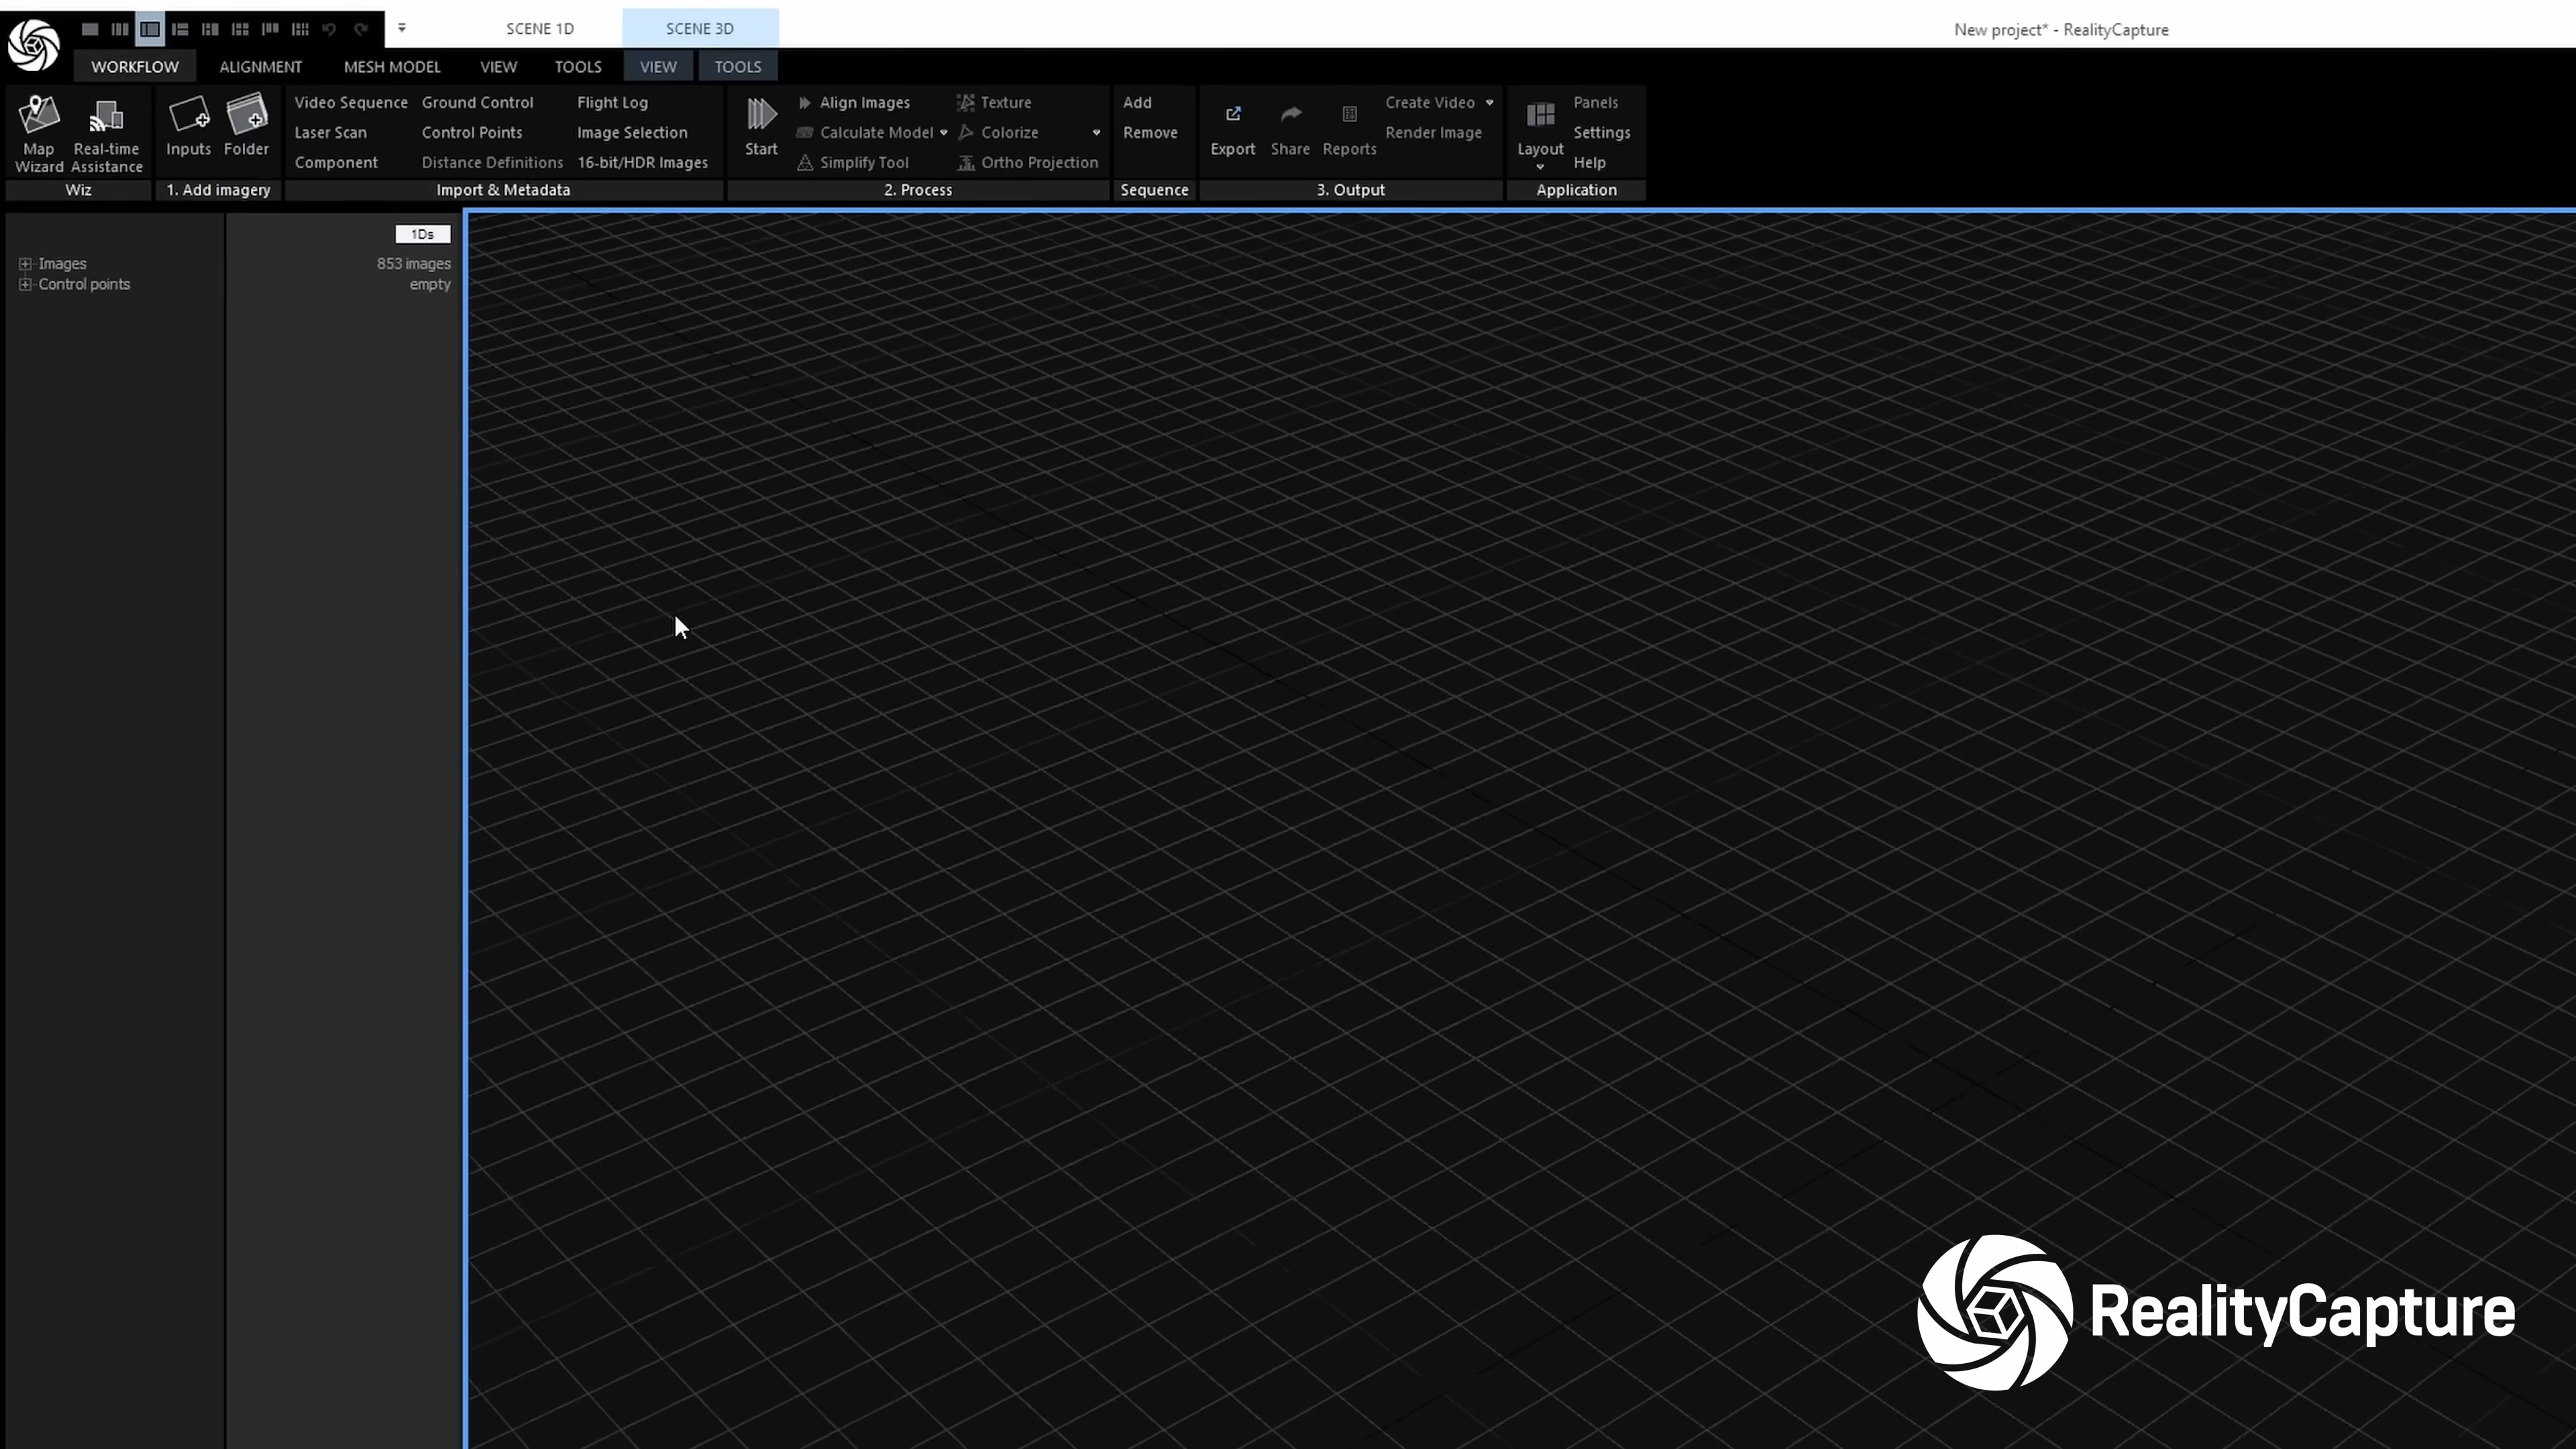 SCENE 1D SCENE 3D New project* - RealityCapture
WORKFLOW ALIGNMENT MESH MODEL VIEW TOOLS VIEW TOOLS
Video Sequence Ground Control Flight Log Align Images Texture Add Create Video Panels
Laser Scan Control Points Image Selection Calculate Model Colorize Remove Render Image Settings
Map Wizard Real-time Assistance Inputs Folder Start Export Share Reports Layout
Component Distance Definitions 16-bit/HDR Images Simplify Tool Ortho Projection Help
Wiz 1. Add imagery Import & Metadata 2. Process Sequence 3. Output Application
1Ds
Images 853 images
Control points empty
RealityCapture